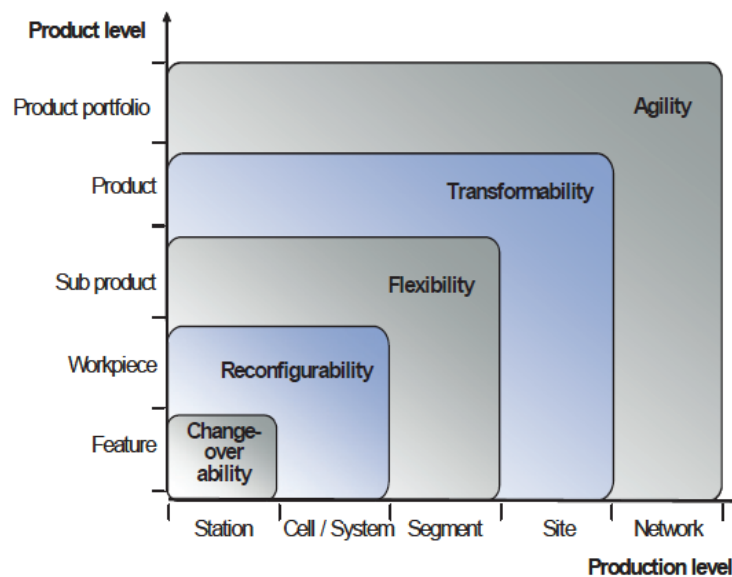 Product level
Product portfolio
Agility
Product
Transformability
Sub product
Flexibility
Workpiece
Reconfigurability
Feature
Change-
over
ability
Station
Cell / System
Segment
Site
Network
Production level